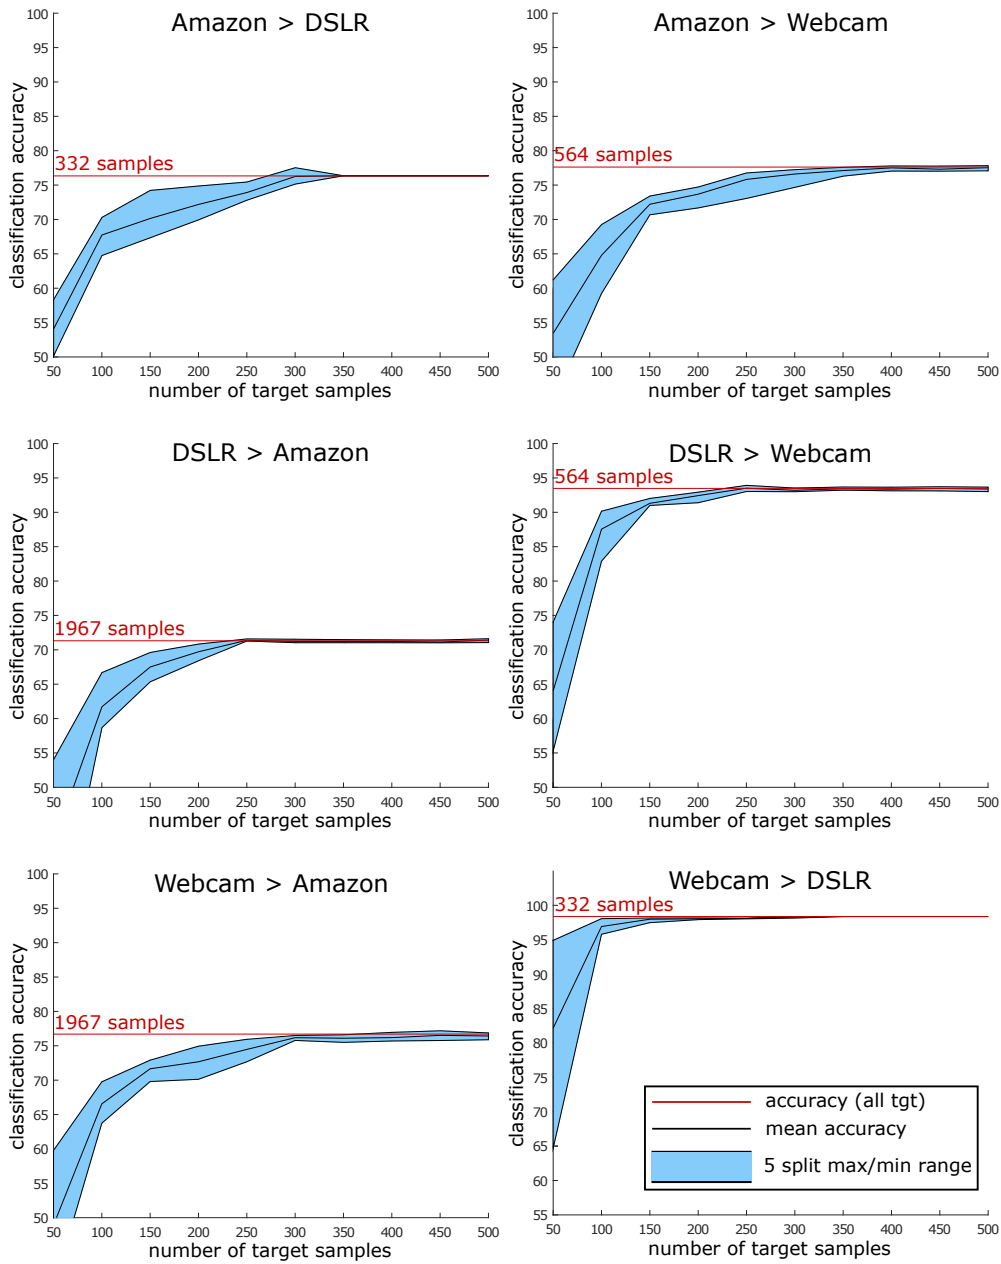 Amazon > DSLR
100
95
90
85
80
75
70
65
60
55
50
classification accuracy
332 samples
50 100 150 200 250 300 350 400 450 500
number of target samples
Amazon > Webcam
100
95
90
85
80
75
70
65
60
55
50
classification accuracy
564 samples
50 100 150 200 250 300 350 400 450 500
number of target samples
DSLR > Amazon
100
95
90
85
80
75
70
65
60
55
50
classification accuracy
1967 samples
50 100 150 200 250 300 350 400 450 500
number of target samples
DSLR > Webcam
100
95
90
85
80
75
70
65
60
55
50
classification accuracy
564 samples
50 100 150 200 250 300 350 400 450 500
number of target samples
Webcam > Amazon
100
95
90
85
80
75
70
65
60
55
50
classification accuracy
1967 samples
50 100 150 200 250 300 350 400 450 500
number of target samples
Webcam > DSLR
100
95
90
85
80
75
70
65
60
55
classification accuracy
332 samples
accuracy (all tgt)
mean accuracy
5 split max/min range
50 100 150 200 250 300 350 400 450 500
number of target samples